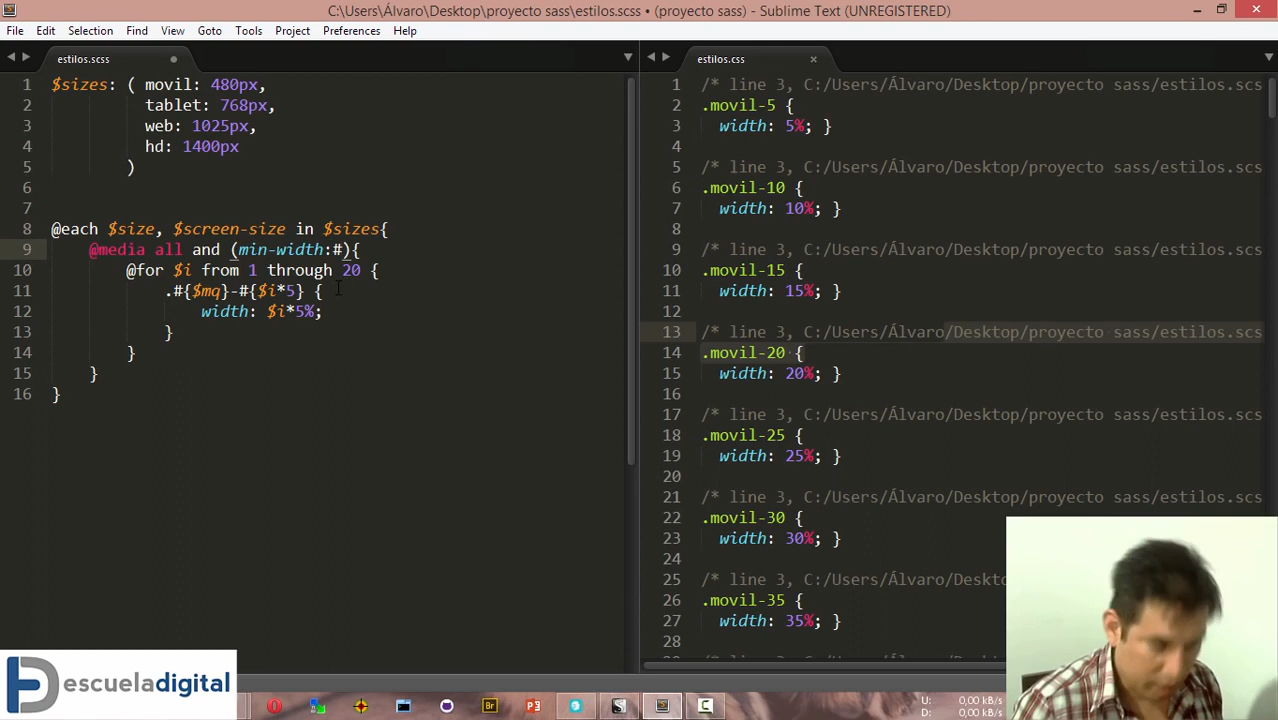 C:\Users\Álvaro\Desktop\proyecto sass\estilos.scss • (proyecto sass) - Sublime Text (UNREGISTERED)
File Edit Selection Find View Goto Tools Project Preferences Help
estilos.scss
1 $sizes: ( movil: 480px,
2 tablet: 768px,
3 web: 1025px,
4 hd: 1400px
5 )
6
7
8 @each $size, $screen-size in $sizes{
9 @media all and (min-width:#){
10 @for $i from 1 through 20 {
11 .#{$mq}-#{$i*5} {
12 width: $i*5%;
13 }
14 }
15 }
16 }
estilos.css
1 /* line 3, C:/Users/Álvaro/Desktop/proyecto sass/estilos.scs
2 .movil-5 {
3 width: 5%; }
4
5 /* line 3, C:/Users/Álvaro/Desktop/proyecto sass/estilos.scs
6 .movil-10 {
7 width: 10%; }
8
9 /* line 3, C:/Users/Álvaro/Desktop/proyecto sass/estilos.scs
10 .movil-15 {
11 width: 15%; }
12
13 /* line 3, C:/Users/Álvaro/Desktop/proyecto sass/estilos.scs
14 .movil-20 {
15 width: 20%; }
16
17 /* line 3, C:/Users/Álvaro/Desktop/proyecto sass/estilos.scs
18 .movil-25 {
19 width: 25%; }
20
21 /* line 3, C:/Users/Álvaro/Desktop/proyecto sass/estilos.scs
22 .movil-30 {
23 width: 30%; }
24
25 /* line 3, C:/Users/Álvaro/Deskto
26 .movil-35 {
27 width: 35%; }
28
escueladigital
Br
U: 0,00 kB/s
D: 0,00 kB/s